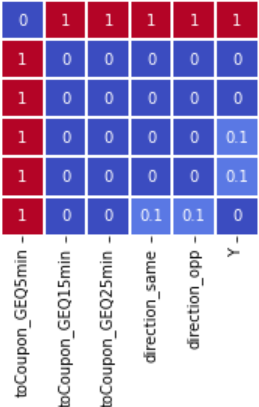 0 1 1 1 1 1
1 0 0 0 0 0
1 0 0 0 0 0
1 0 0 0 0 0.1
1 0 0 0 0 0.1
1 0 0 0.1 0.1 0
toCoupon_GEQ5min
toCoupon_GEQ15min
toCoupon_GEQ25min
direction_same
direction_opp
Y